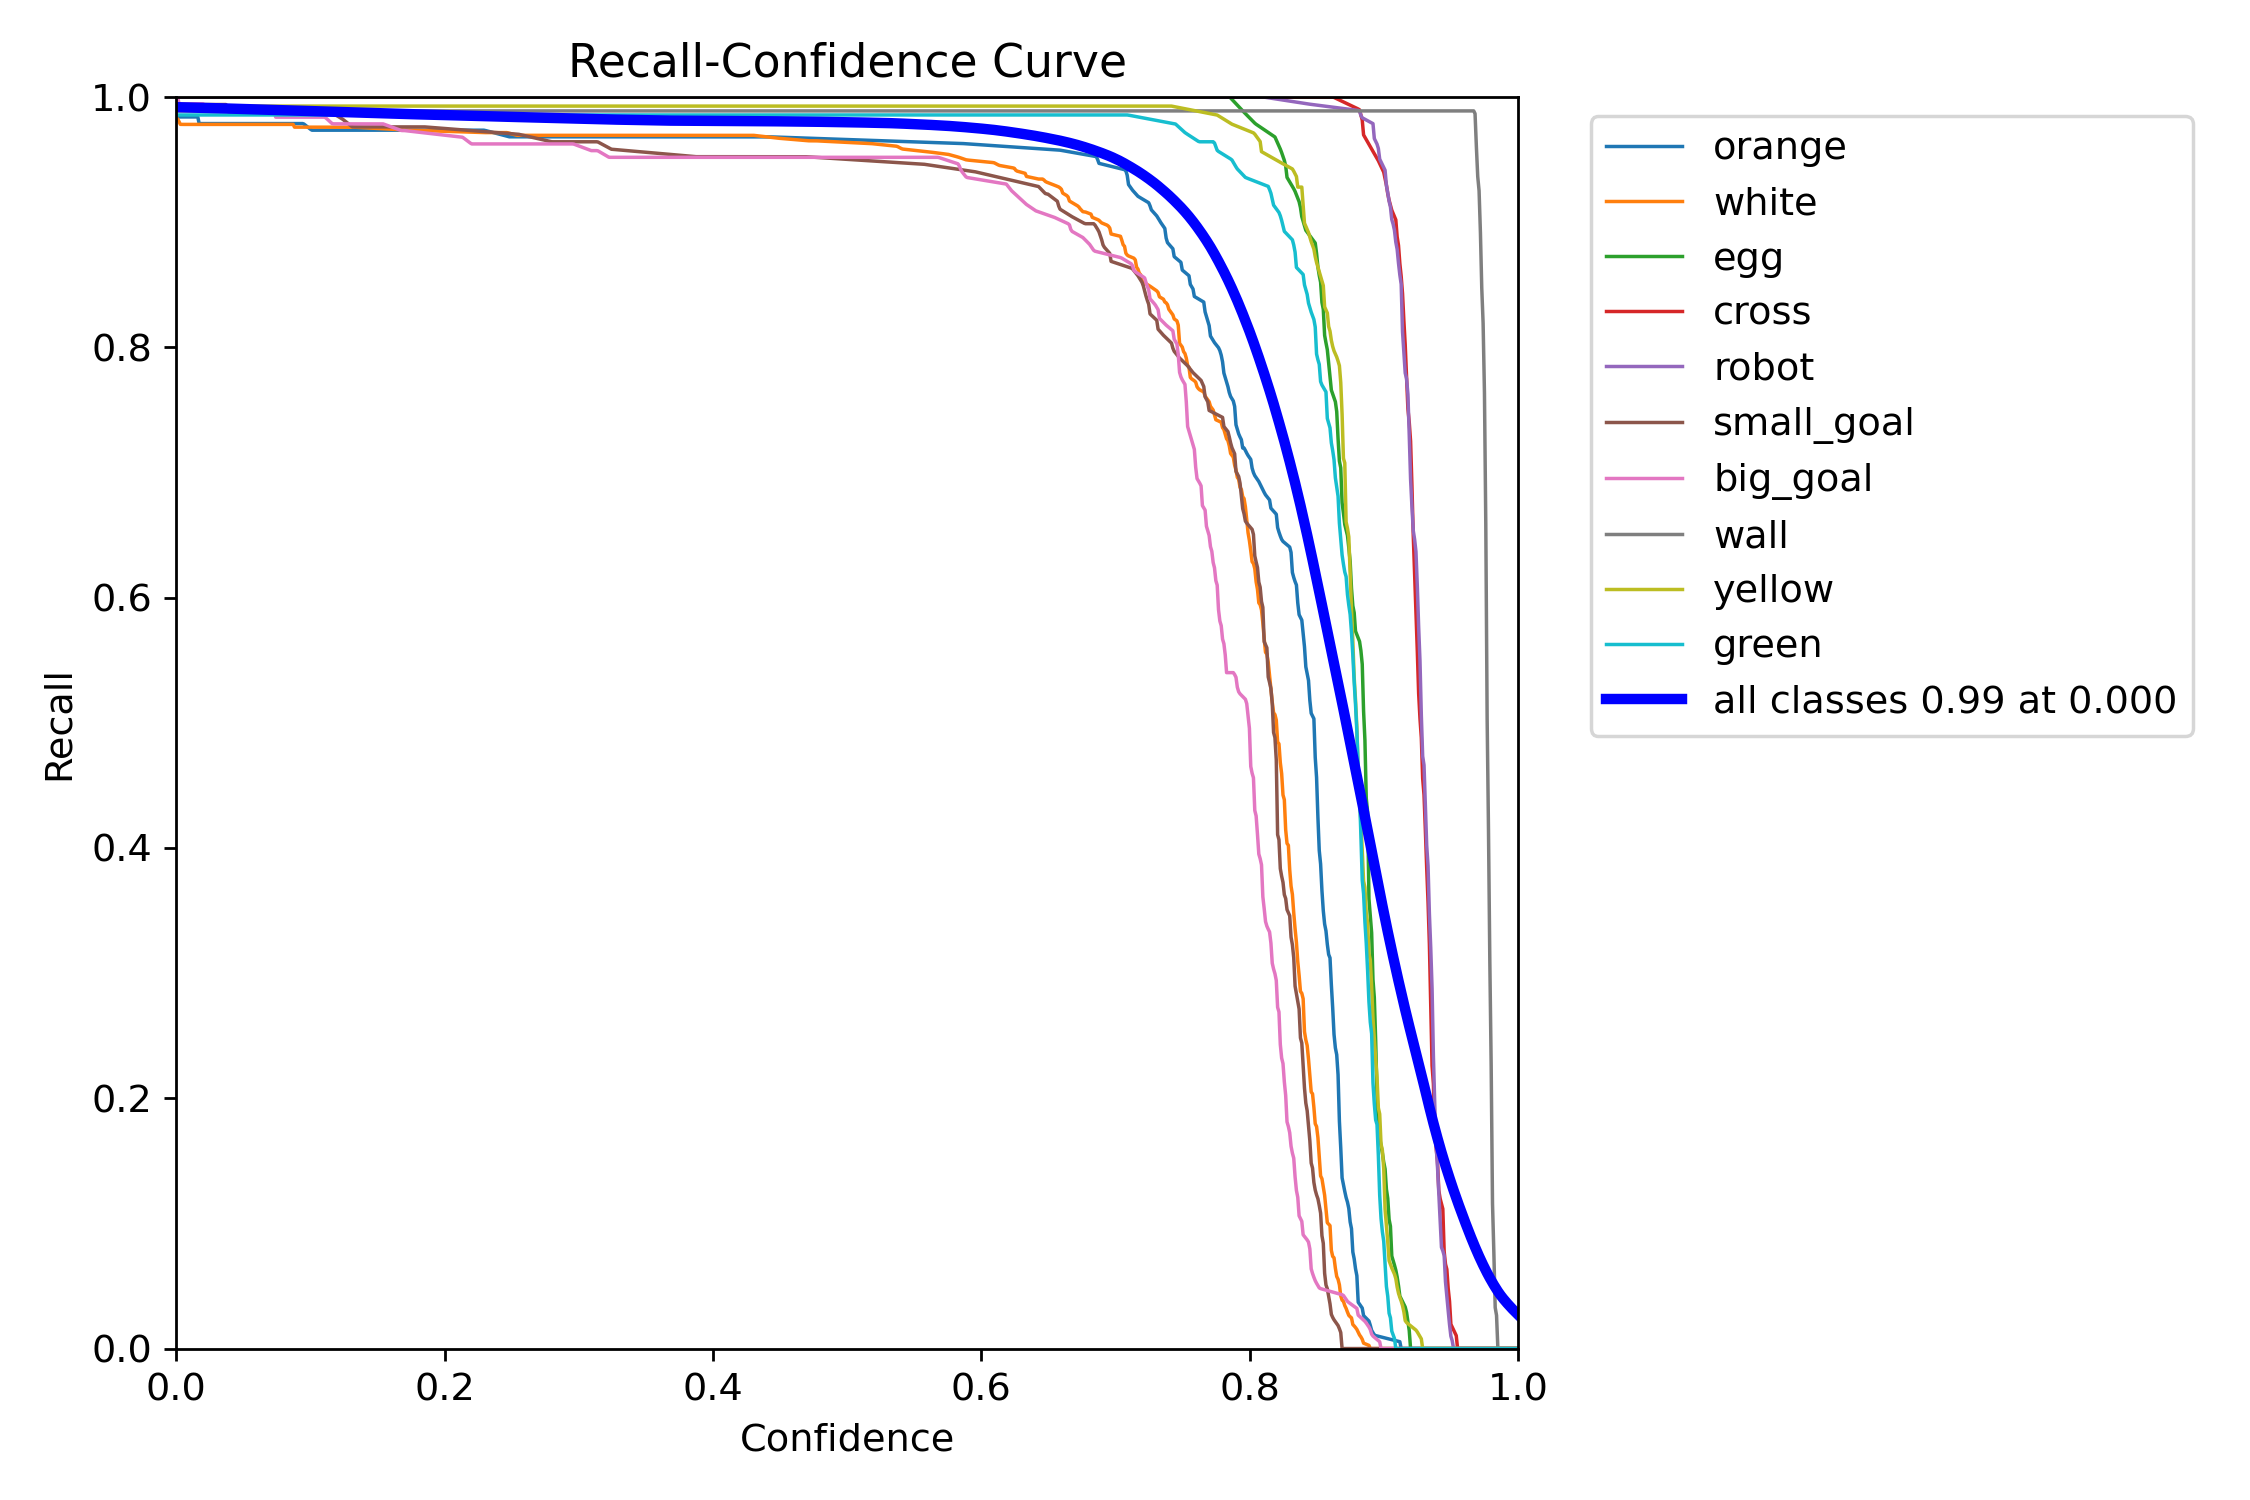 Recall-Confidence Curve
1.0
0.8
0.6
0.4
0.2
0.0
Recall
0.0 0.2 0.4 0.6 0.8 1.0
Confidence
orange
white
egg
cross
robot
small_goal
big_goal
wall
yellow
green
all classes 0.99 at 0.000